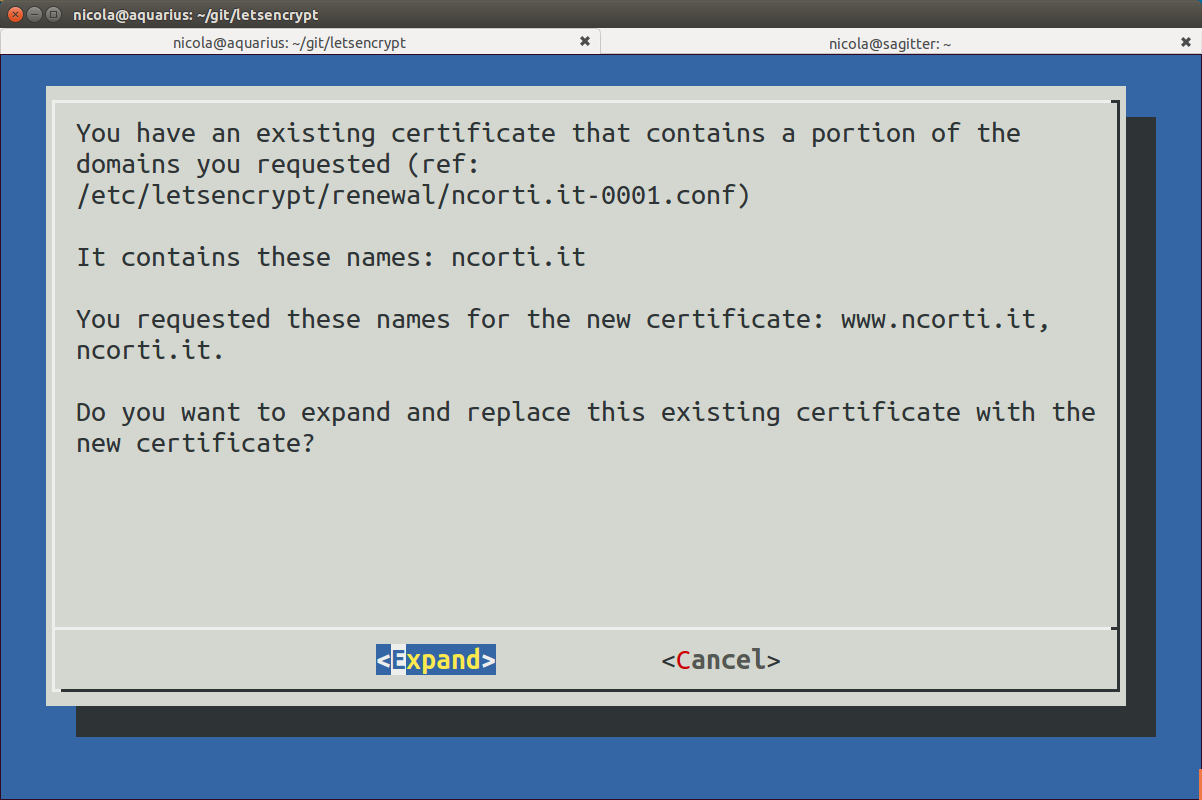 nicola@aquarius: ~/git/letsencrypt
nicola@aquarius: ~/git/letsencrypt
nicola@sagitter: ~
You have an existing certificate that contains a portion of the
domains you requested (ref:
/etc/letsencrypt/renewal/ncorti.it-0001.conf)
It contains these names: ncorti.it
You requested these names for the new certificate: www.ncorti.it,
ncorti.it.
Do you want to expand and replace this existing certificate with the
new certificate?
<Expand> <Cancel>